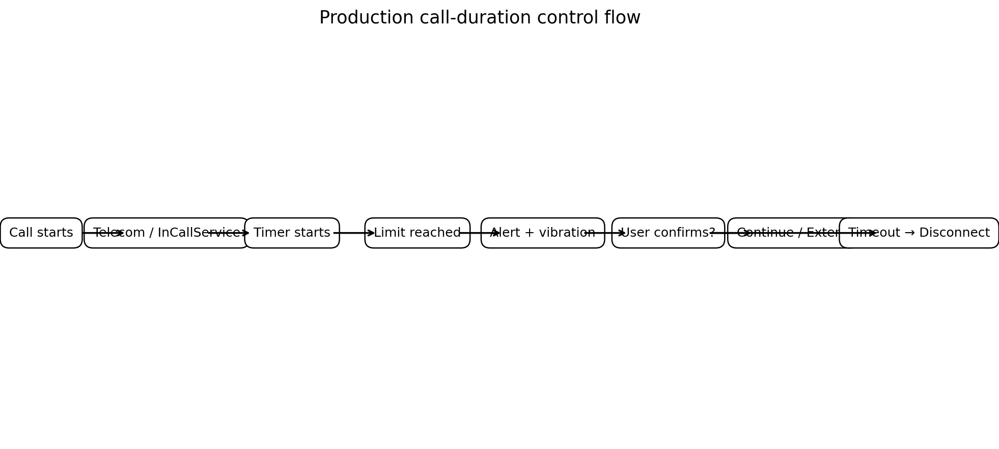 Production call-duration control flow
Call starts
Telecom / InCallService
Timer starts
Limit reached
Alert + vibration
User confirms?
Continue /
Timeout → Disconnect